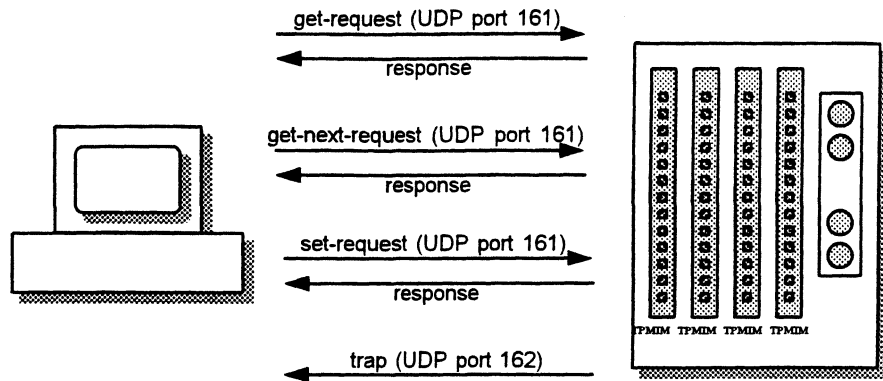 get-request (UDP port 161)
response
get-next-request (UDP port 161)
response
set-request (UDP port 161)
response
trap (UDP port 162)
TPMIM TPMIM TPMIM TPMIM